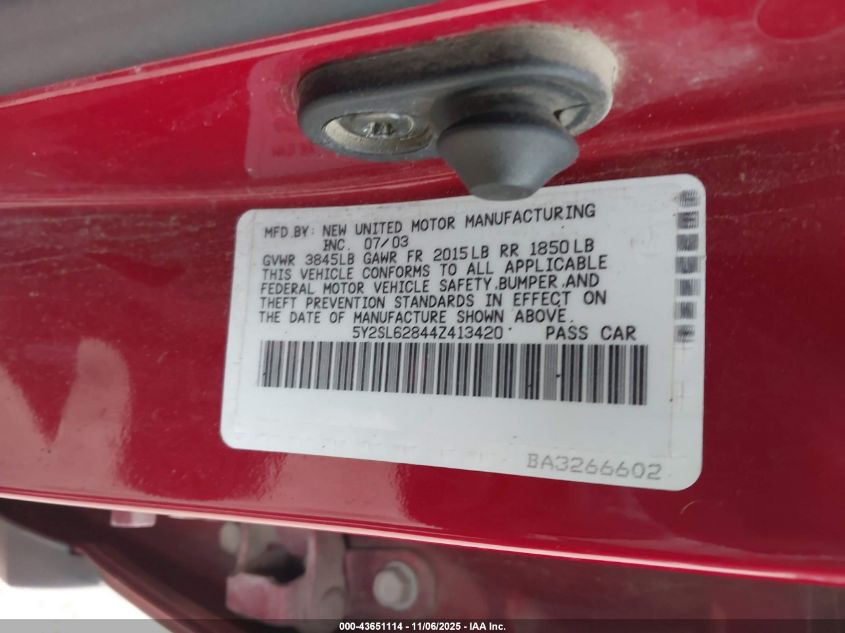 MFD.BY: NEW UNITED MOTOR MANUFACTURING
INC. 07/03
GVWR 3845LB GAWR FR 2015LB RR 1850LB
THIS VEHICLE CONFORMS TO ALL APPLICABLE
FEDERAL MOTOR VEHICLE SAFETY,BUMPER,AND
THEFT PREVENTION STANDARDS IN EFFECT ON
THE DATE OF MANUFACTURE SHOWN ABOVE.
5Y2SL62844Z413420 PASS CAR
BA3266602
000-43651114 - 11/06/2025 - IAA Inc.